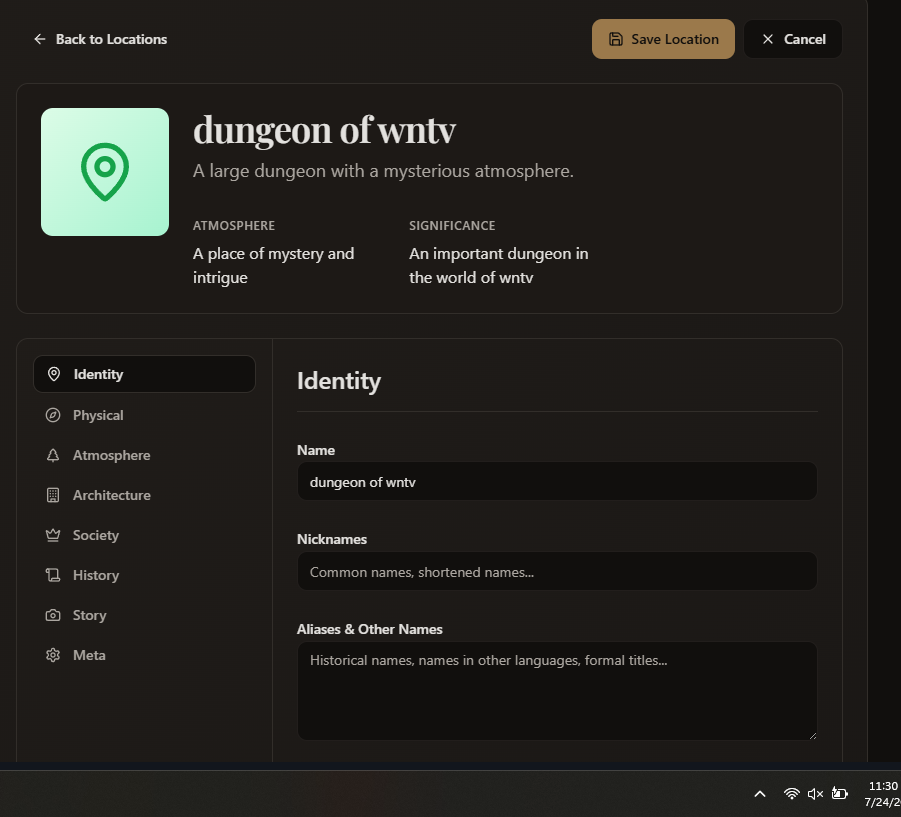 Back to Locations
Save Location
Cancel
dungeon of wntv
A large dungeon with a mysterious atmosphere.
ATMOSPHERE
A place of mystery and
intrigue
SIGNIFICANCE
An important dungeon in
the world of wntv
Identity
Physical
Atmosphere
Architecture
Society
History
Story
Meta
Identity
Name
dungeon of wntv
Nicknames
Common names, shortened names...
Aliases & Other Names
Historical names, names in other languages, formal titles...
11:30
7/24/20